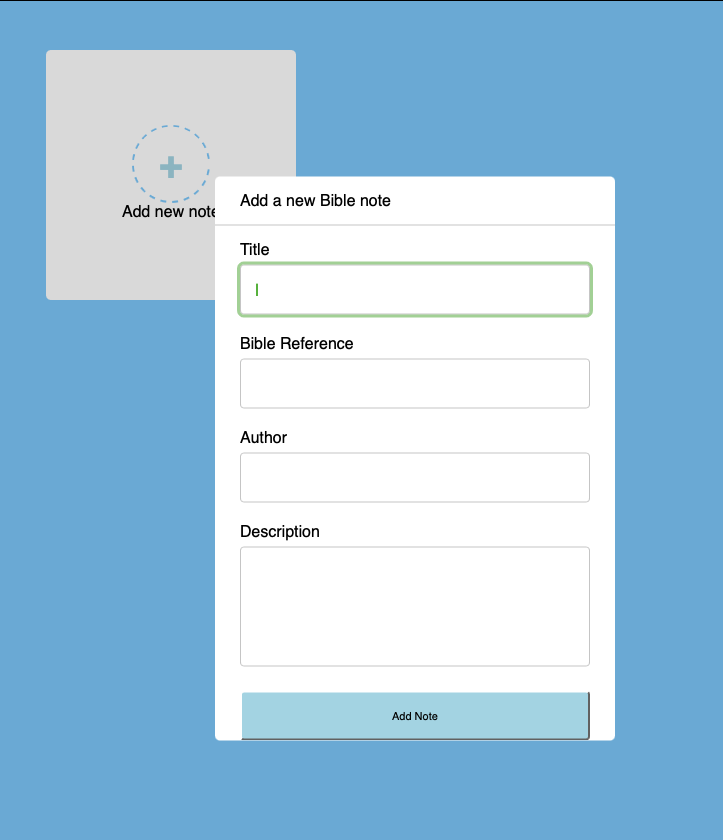 Add new note
Add a new Bible note
Title
Bible Reference
Author
Description
Add Note